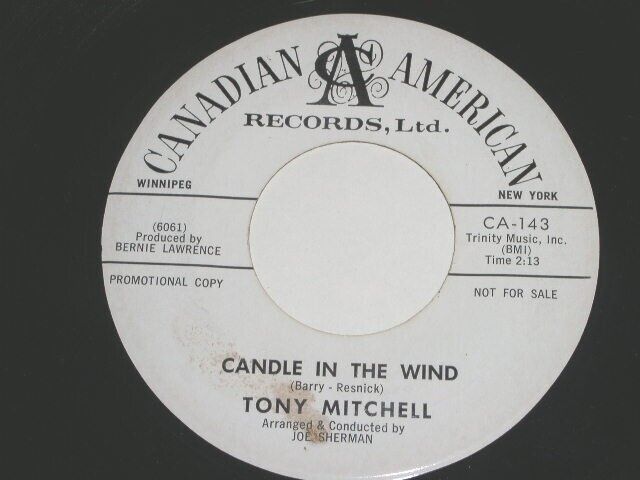 CANADIAN CA AMERICAN
RECORDS, Ltd.
WINNIPEG
NEW YORK
(6061)
Produced by
BERNIE LAWRENCE
CA-143
Trinity Music, Inc.
(BMI)
Time 2:13
PROMOTIONAL COPY
NOT FOR SALE
CANDLE IN THE WIND
(Barry - Resnick)
TONY MITCHELL
Arranged & Conducted by
JOE SHERMAN